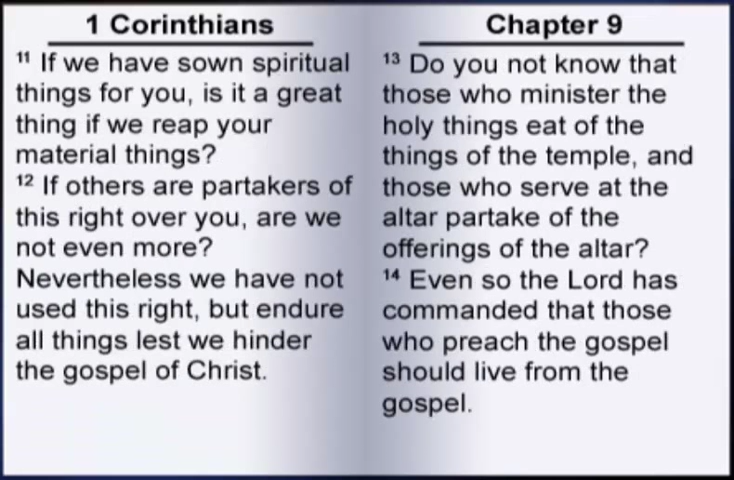 1 Corinthians
¹¹ If we have sown spiritual
things for you, is it a great
thing if we reap your
material things?
¹² If others are partakers of
this right over you, are we
not even more?
Nevertheless we have not
used this right, but endure
all things lest we hinder
the gospel of Christ.
Chapter 9
¹³ Do you not know that
those who minister the
holy things eat of the
things of the temple, and
those who serve at the
altar partake of the
offerings of the altar?
¹⁴ Even so the Lord has
commanded that those
who preach the gospel
should live from the
gospel.